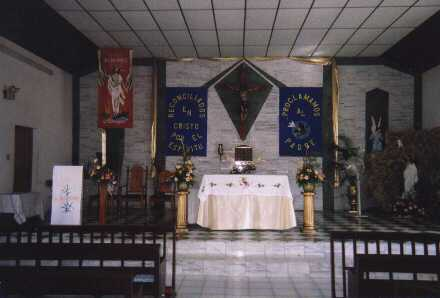 RECONCILIADOS
EN
CRISTO
POR EL
ESPIRITU
PROCLAMAMOS
AL
PADRE